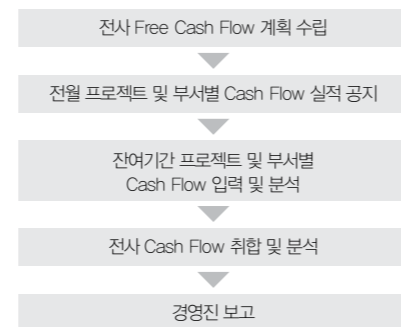 전사 Free Cash Flow 계획 수립
전월 프로젝트 및 부서별 Cash Flow 실적 공지
잔여기간 프로젝트 및 부서별
Cash Flow 입력 및 분석
전사 Cash Flow 취합 및 분석
경영진 보고